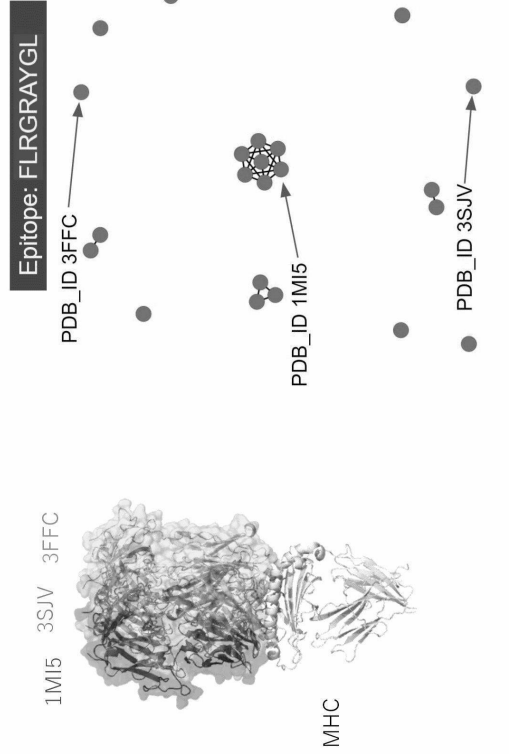 1MI5 3SJV 3FFC
MHC
Epitope: FLRGRAYGL
PDB_ID 3FFC
PDB_ID 1MI5
PDB_ID 3SJV